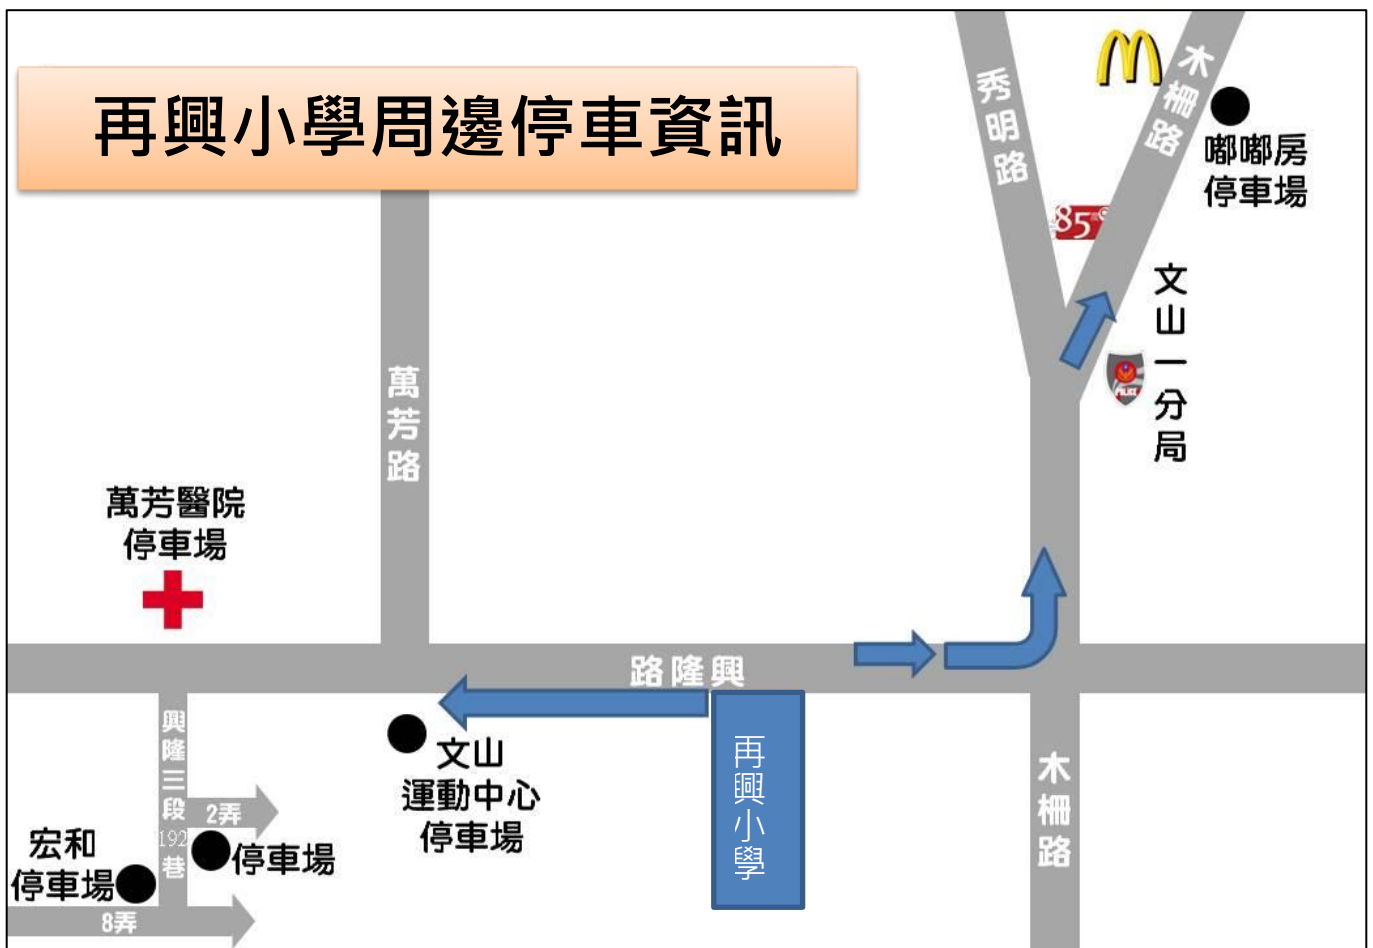 再興小學周邊停車資訊
秀明路
木柵路
嘟嘟房
停車場
85°
文山一分局
萬芳路
萬芳醫院
停車場
路隆興
興隆三段192巷
2弄
停車場
宏和
停車場
8弄
文山
運動中心
停車場
再興小學
木柵路